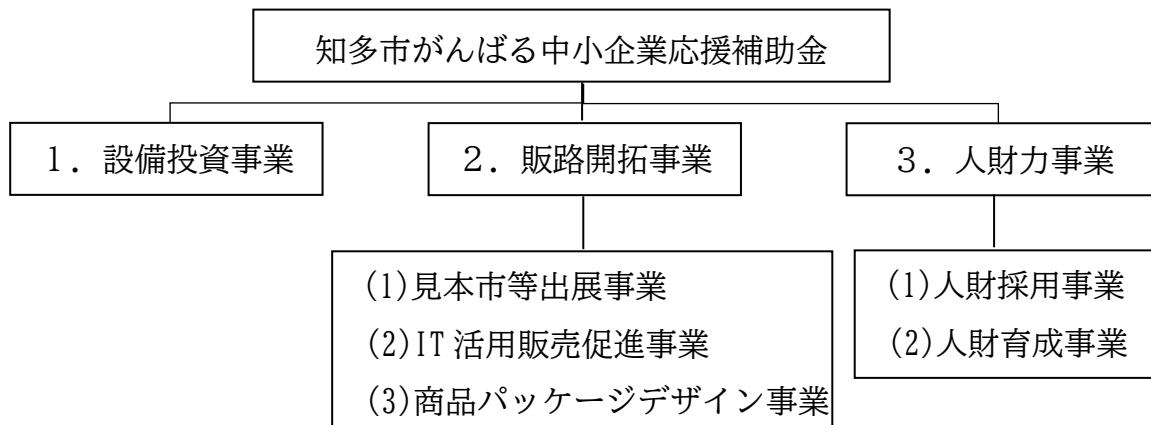 知多市がんばる中小企業応援補助金
１．設備投資事業
２．販路開拓事業
３．人財力事業
(1)見本市等出展事業
(2)IT活用販売促進事業
(3)商品パッケージデザイン事業
(1)人財採用事業
(2)人財育成事業